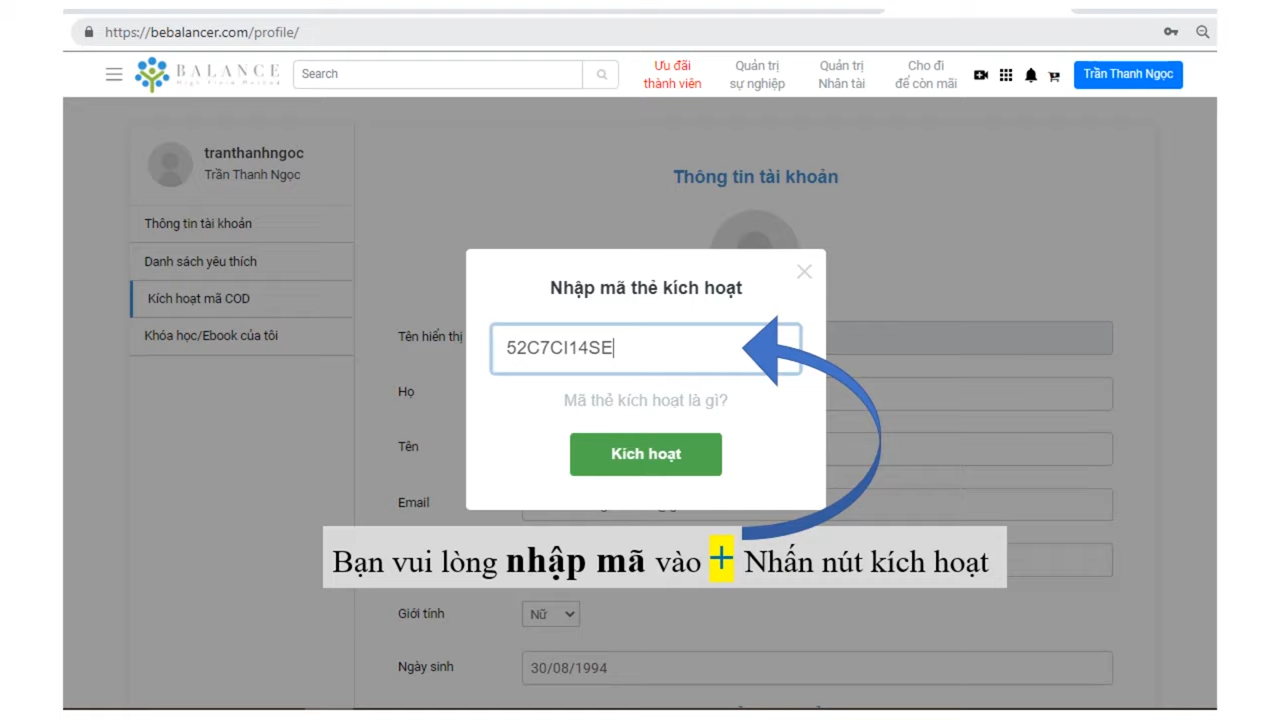 https://bebalancer.com/profile/
BALANCE
Search
Ưu đãi
thành viên
Quản trị
sự nghiệp
Quản trị
Nhân tài
Cho đi
để còn mãi
Trần Thanh Ngọc
tranthanhngoc
Trần Thanh Ngọc
Thông tin tài khoản
Danh sách yêu thích
Kích hoạt mã COD
Khóa học/Ebook của tôi
Thông tin tài khoản
Nhập mã thẻ kích hoạt
52C7CI14SE
Mã thẻ kích hoạt là gì?
Kích hoạt
Tên hiển thị
Họ
Tên
Email
Bạn vui lòng nhập mã vào + Nhấn nút kích hoạt
Giới tính
Nữ
Ngày sinh
30/08/1994